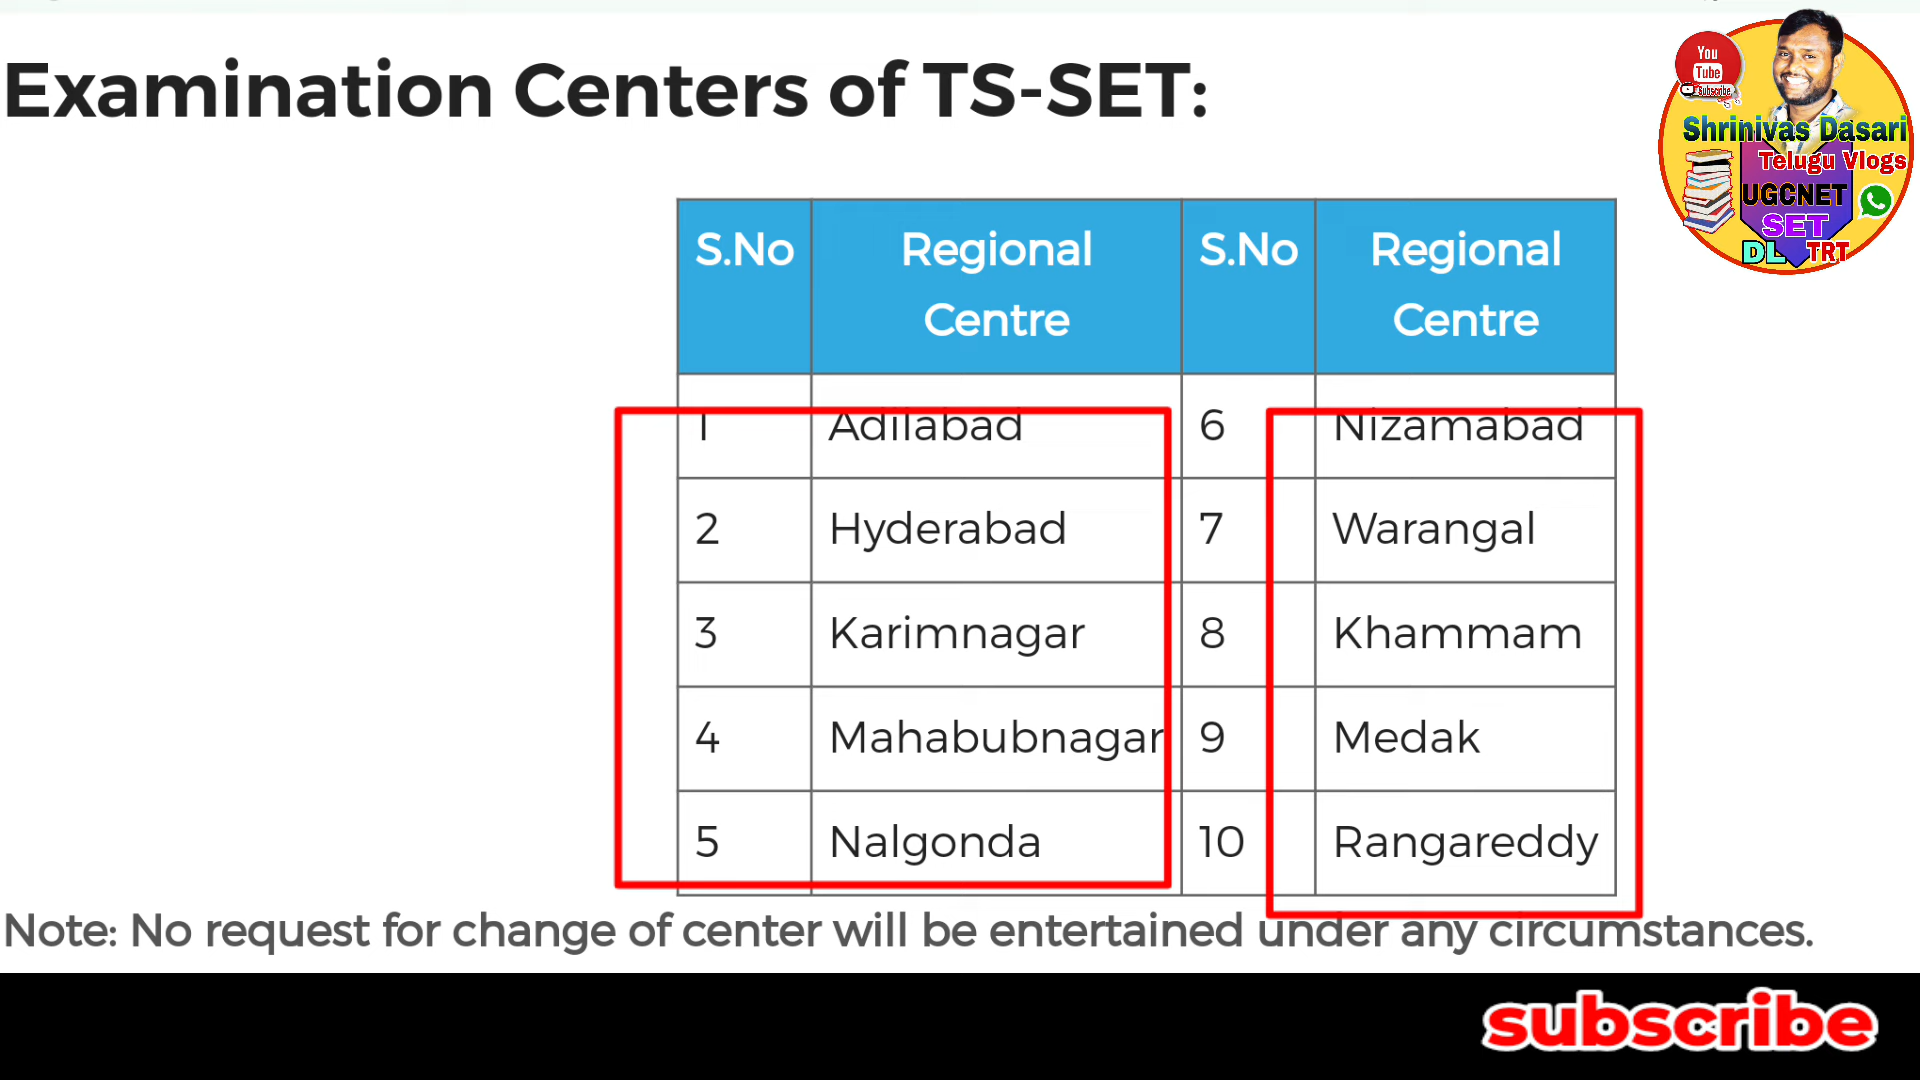 Examination Centers of TS-SET:
You
Tube
Subscribe
Shrinivas Dasari
Telugu Vlogs
UGCNET
SET
DL TRT
S.No Regional Centre S.No Regional Centre
1 Adilabad 6 Nizamabad
2 Hyderabad 7 Warangal
3 Karimnagar 8 Khammam
4 Mahabubnagar 9 Medak
5 Nalgonda 10 Rangareddy
Note: No request for change of center will be entertained under any circumstances.
subscribe